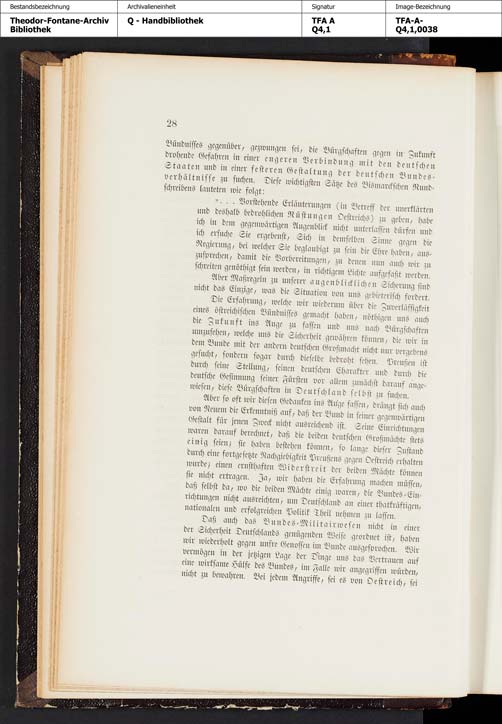 Bestandsbezeichnung
Archivalieneinheit
Signatur
Image-Bezeichnung
Theodor-Fontane-Archiv
Bibliothek
Q - Handbibliothek
TFA A
Q4,1
TFA-A-
Q4,1,0038
28
Bündnisses gegenüber, gezwungen sei, die Bürgschaften gegen in Zukunft
drohende Gefahren in einer engeren Verbindung mit den deutschen
Staaten und in einer festeren Gestaltung der deutschen Bundes-
verhältnisse zu suchen. Diese wichtigsten Sätze des Bismarck'schen Rund-
schreibens lauteten wie folgt:
». . . Vorstehende Erläuterungen (in Betreff der unerklärten
und deshalb bedrohlichen Rüstungen Oestreichs) zu geben, habe
ich in dem gegenwärtigen Augenblick nicht unterlassen dürfen und
ich ersuche Sie ergebenst, Sich in demselben Sinne gegen die
Regierung, bei welcher Sie beglaubigt zu sein die Ehre haben, aus-
zusprechen, damit die Vorbereitungen, zu denen nun auch wir zu
schreiten genöthigt sein werden, in richtigem Lichte aufgefaßt werden.
Aber Maßregeln zu unserer augenblicklichen Sicherung sind
nicht das Einzige, was die Situation von uns gebieterisch fordert.
Die Erfahrung, welche wir wiederum über die Zuverlässigkeit
eines östreichischen Bündnisses gemacht haben, nöthigen uns auch
die Zukunft ins Auge zu fassen und uns nach Bürgschaften
umzusehen, welche uns die Sicherheit gewähren können, die wir in
dem Bunde mit der andern deutschen Großmacht nicht nur vergebens
gesucht, sondern sogar durch dieselbe bedroht sehen. Preußen ist
durch seine Stellung, seinen deutschen Charakter und durch die
deutsche Gesinnung seiner Fürsten vor allem zunächst darauf ange-
wiesen, diese Bürgschaften in Deutschland selbst zu suchen.
Aber so oft wir diesen Gedanken ins Auge fassen, drängt sich auch
von Neuem die Erkenntniß auf, daß der Bund in seiner gegenwärtigen
Gestalt für jenen Zweck nicht ausreichend ist. Seine Einrichtungen
waren darauf berechnet, daß die beiden deutschen Großmächte stets
einig seien; sie haben bestehen können, so lange dieser Zustand
durch eine fortgesetzte Nachgiebigkeit Preußens gegen Oestreich erhalten
wurde; einen ernsthaften Widerstreit der beiden Mächte können
sie nicht ertragen. Ja, wir haben die Erfahrung machen müssen,
daß selbst da, wo die beiden Mächte einig waren, die Bundes-Ein-
richtungen nicht ausreichten, um Deutschland an einer thatkräftigen,
nationalen und erfolgreichen Politik Theil nehmen zu lassen.
Daß auch das Bundes-Militairwesen nicht in einer
der Sicherheit Deutschlands genügenden Weise geordnet ist, haben
wir wiederholt gegen unsre Genossen im Bunde ausgesprochen. Wir
vermögen in der jetzigen Lage der Dinge uns das Vertrauen auf
eine wirksame Hülfe des Bundes, im Falle wir angegriffen würden,
nicht zu bewahren. Bei jedem Angriffe, sei es von Oestreich, sei